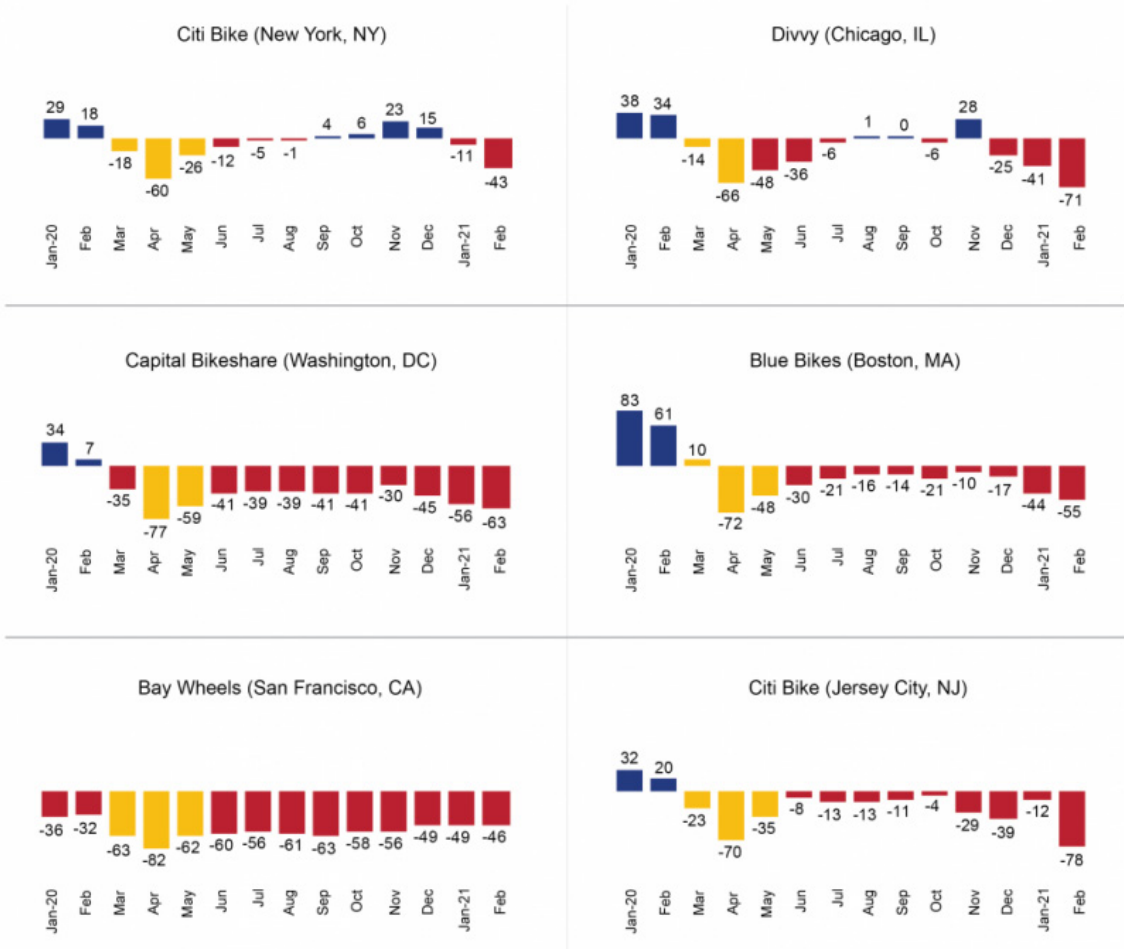 Citi Bike (New York, NY)
29 18 -18 -60 -26 -12 -5 -1 4 6 23 15 -11 -43
Jan-20 Feb Mar Apr May Jun Jul Aug Sep Oct Nov Dec Jan-21 Feb
Divvy (Chicago, IL)
38 34 -14 -66 -48 -36 -6 1 0 -6 28 -25 -41 -71
Jan-20 Feb Mar Apr May Jun Jul Aug Sep Oct Nov Dec Jan-21 Feb
Capital Bikeshare (Washington, DC)
34 7 -35 -77 -59 -41 -39 -39 -41 -41 -30 -45 -56 -63
Jan-20 Feb Mar Apr May Jun Jul Aug Sep Oct Nov Dec Jan-21 Feb
Blue Bikes (Boston, MA)
83 61 10 -72 -48 -30 -21 -16 -14 -21 -10 -17 -44 -55
Jan-20 Feb Mar Apr May Jun Jul Aug Sep Oct Nov Dec Jan-21 Feb
Bay Wheels (San Francisco, CA)
-36 -32 -63 -82 -62 -60 -56 -61 -63 -58 -56 -49 -49 -46
Jan-20 Feb Mar Apr May Jun Jul Aug Sep Oct Nov Dec Jan-21 Feb
Citi Bike (Jersey City, NJ)
32 20 -23 -70 -35 -8 -13 -13 -11 -4 -29 -39 -12 -78
Jan-20 Feb Mar Apr May Jun Jul Aug Sep Oct Nov Dec Jan-21 Feb